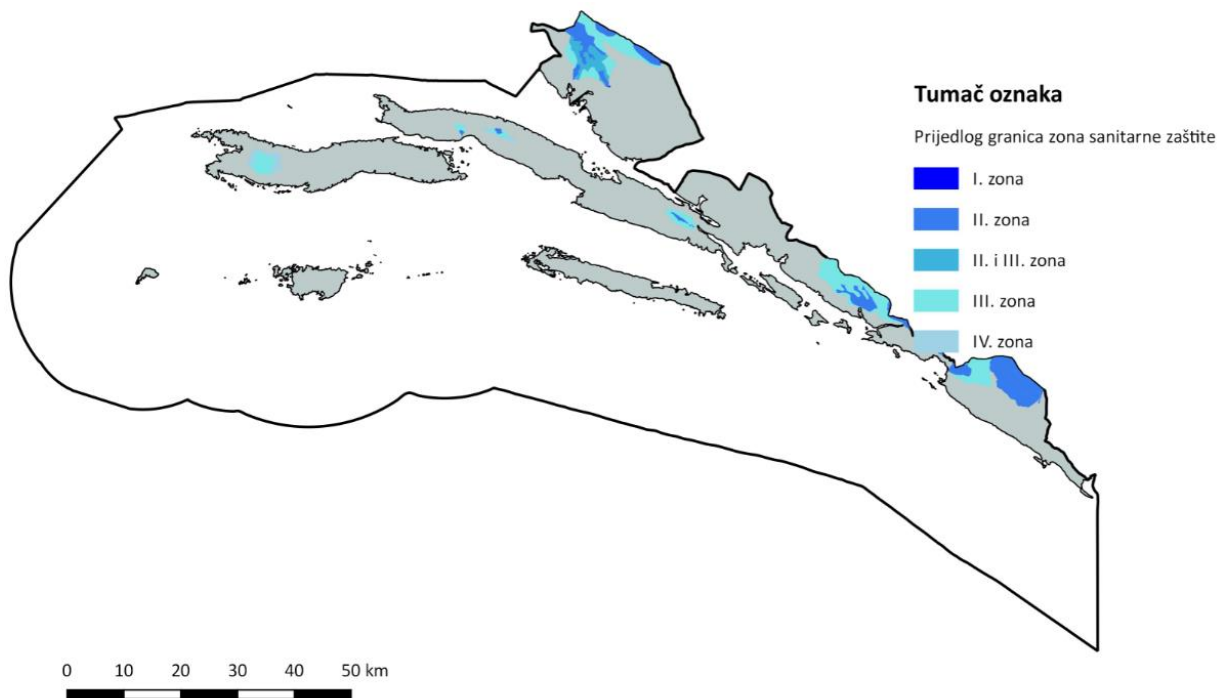 Tumač oznaka
Prijedlog granica zona sanitarne zaštite
I. zona
II. zona
II. i III. zona
III. zona
IV. zona
0 10 20 30 40 50 km